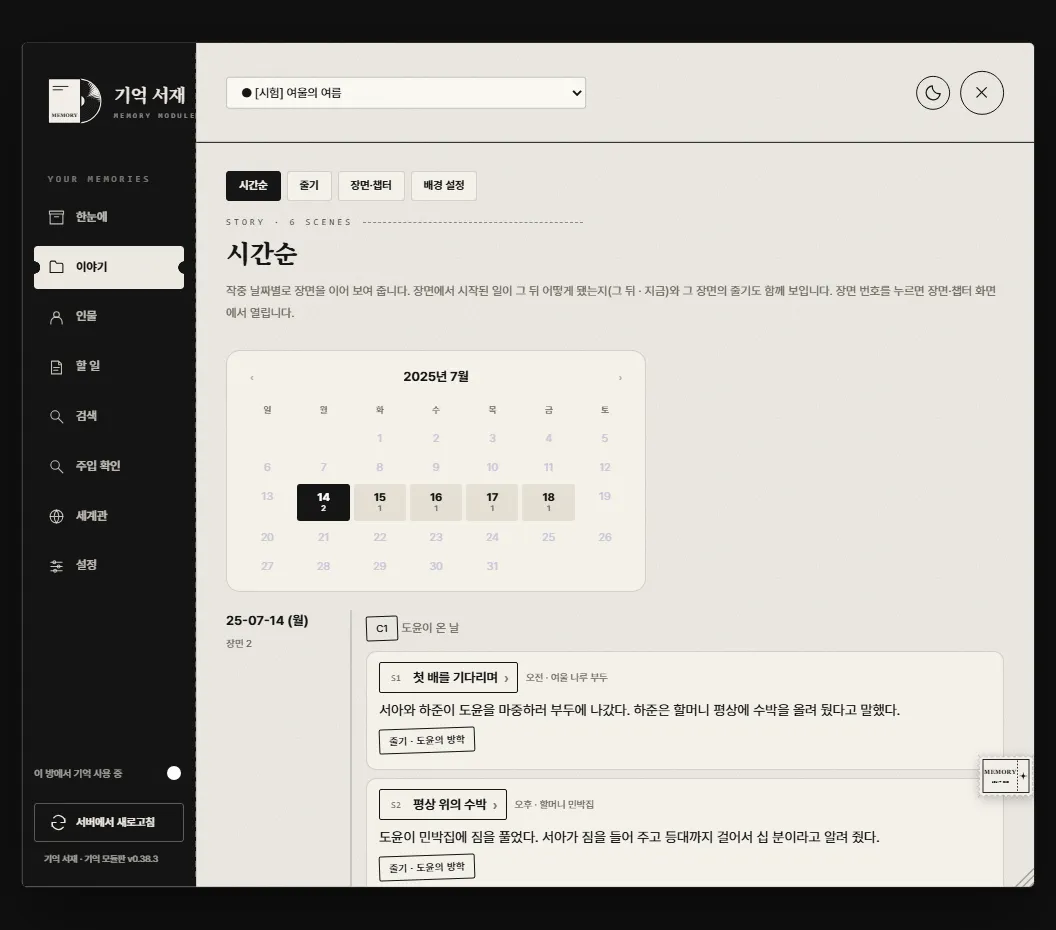 기억 서재
MEMORY MODULE
MEMORY
YOUR MEMORIES
한눈에
이야기
인물
할 일
검색
주입 확인
세계관
설정
이 방에서 기억 사용 중
서버에서 새로고침
기억 서재 · 기억 모듈판 v0.38.3
● [시험] 여울의 여름
시간순 줄기 장면·챕터 배경 설정
STORY · 6 SCENES
시간순
작중 날짜별로 장면을 이어 보여 줍니다. 장면에서 시작된 일이 그 뒤 어떻게 됐는지(그 뒤 · 지금)와 그 장면의 줄기도 함께 보입니다. 장면 번호를 누르면 장면·챕터 화면
에서 열립니다.
‹ 2025년 7월 ›
일 월 화 수 목 금 토
1 2 3 4 5
6 7 8 9 10 11 12
13 14 15 16 17 18 19
2 1 1 1 1
20 21 22 23 24 25 26
27 28 29 30 31
25-07-14 (월)
장면 2
C1 도윤이 온 날
S1 첫 배를 기다리며 › 오전 · 여울 나루 부두
서아와 하준이 도윤을 마중하러 부두에 나갔다. 하준은 할머니 평상에 수박을 올려 뒀다고 말했다.
줄기 · 도윤의 방학
S2 평상 위의 수박 › 오후 · 할머니 민박집
도윤이 민박집에 짐을 풀었다. 서아가 짐을 들어 주고 등대까지 걸어서 십 분이라고 알려 줬다.
줄기 · 도윤의 방학
MEMORY